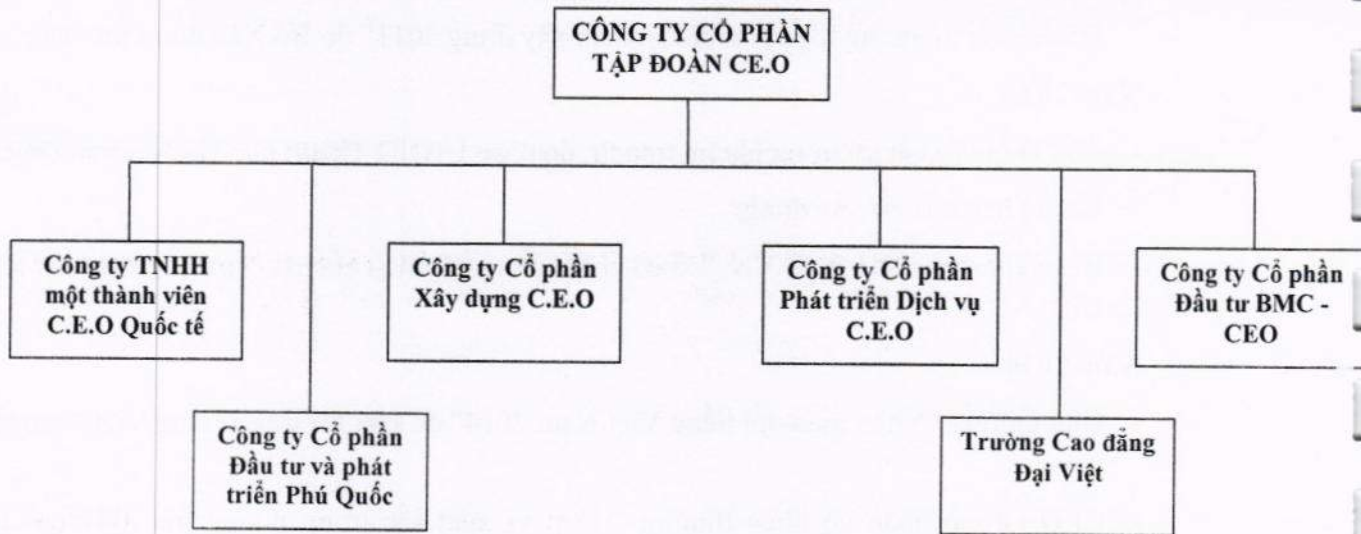 CÔNG TY CỔ PHẦN
TẬP ĐOÀN CE.O
Công ty TNHH
một thành viên
C.E.O Quốc tế
Công ty Cổ phần
Xây dựng C.E.O
Công ty Cổ phần
Phát triển Dịch vụ
C.E.O
Công ty Cổ phần
Đầu tư BMC -
CEO
Công ty Cổ phần
Đầu tư và phát
triển Phú Quốc
Trường Cao đẳng
Đại Việt